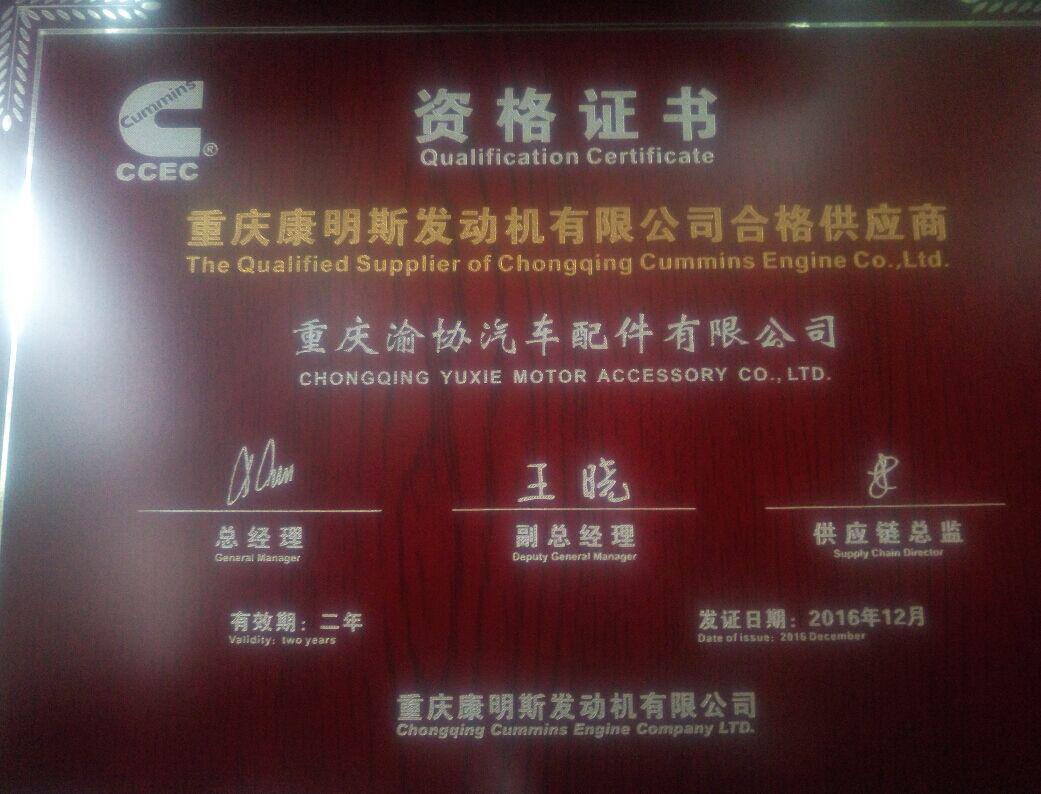 Cummins
®
CCEC
资格证书
Qualification Certificate
重庆康明斯发动机有限公司合格供应商
The Qualified Supplier of Chongqing Cummins Engine Co.,Ltd.
重庆渝协汽车配件有限公司
CHONGQING YUXIE MOTOR ACCESSORY CO.,LTD.
王晓
总经理 副总经理 供应链总监
General Manager Deputy General Manager Supply Chain Director
有效期：二年 发证日期：2016年12月
Validity: two years Date of issue: 2016 December
重庆康明斯发动机有限公司
Chongqing Cummins Engine Company LTD.